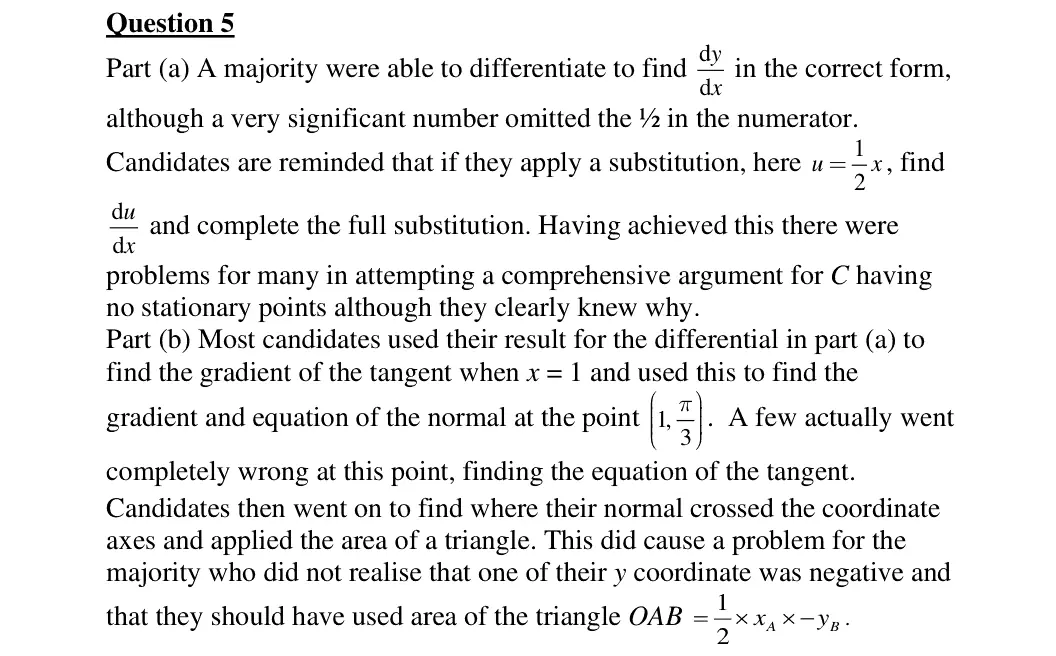 Question 5
Part (a) A majority were able to differentiate to find dy/dx in the correct form,
although a very significant number omitted the ½ in the numerator.
Candidates are reminded that if they apply a substitution, here u = 1/2 x, find
du/dx and complete the full substitution. Having achieved this there were
problems for many in attempting a comprehensive argument for C having
no stationary points although they clearly knew why.
Part (b) Most candidates used their result for the differential in part (a) to
find the gradient of the tangent when x = 1 and used this to find the
gradient and equation of the normal at the point (1, π/3). A few actually went
completely wrong at this point, finding the equation of the tangent.
Candidates then went on to find where their normal crossed the coordinate
axes and applied the area of a triangle. This did cause a problem for the
majority who did not realise that one of their y coordinate was negative and
that they should have used area of the triangle OAB = 1/2 × x_A × −y_B.